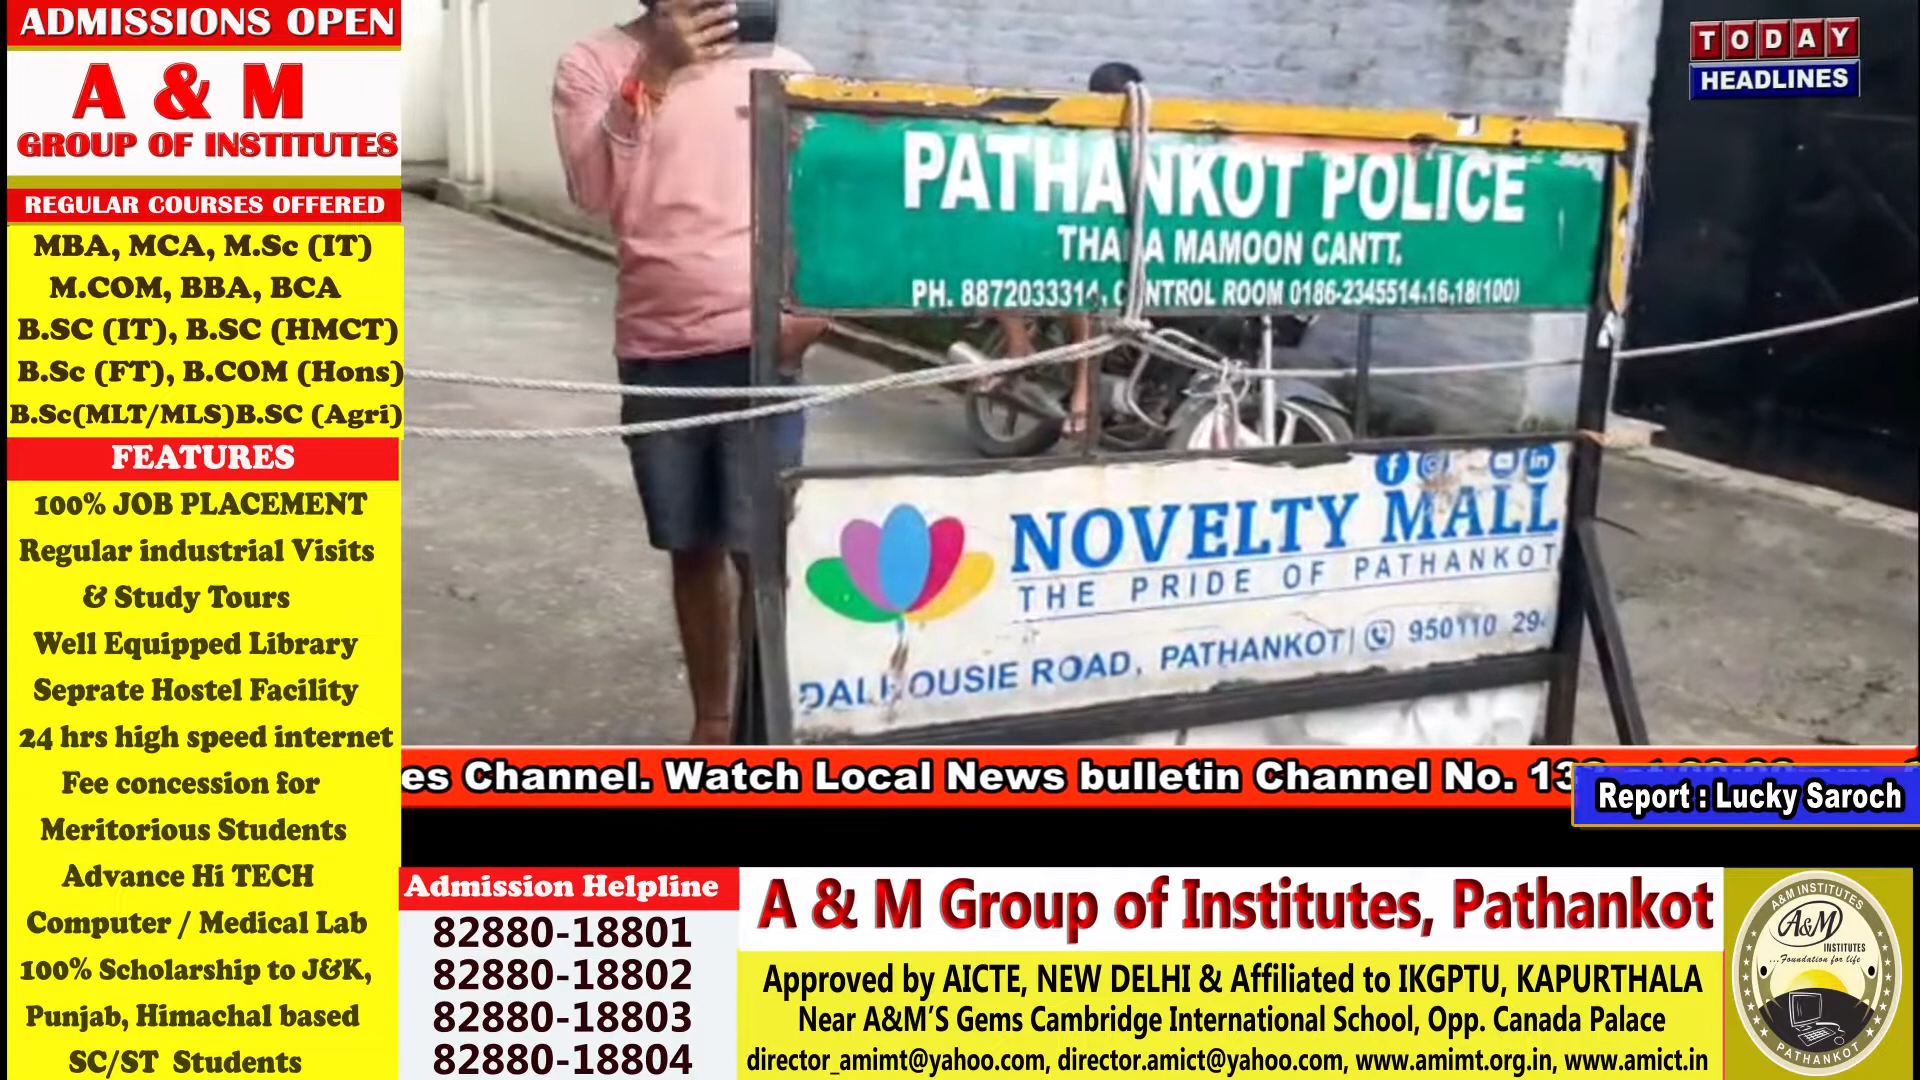 ADMISSIONS OPEN
A & M
GROUP OF INSTITUTES
REGULAR COURSES OFFERED
MBA, MCA, M.Sc (IT)
M.COM, BBA, BCA
B.SC (IT), B.SC (HMCT)
B.Sc (FT), B.COM (Hons)
B.Sc(MLT/MLS)B.SC (Agri)
FEATURES
100% JOB PLACEMENT
Regular industrial Visits
& Study Tours
Well Equipped Library
Seprate Hostel Facility
24 hrs high speed internet
Fee concession for
Meritorious Students
Advance Hi TECH
Computer / Medical Lab
100% Scholarship to J&K,
Punjab, Himachal based
SC/ST Students
TODAY
HEADLINES
PATHANKOT POLICE
THANA MAMOON CANTT.
PH. 8872033314, CONTROL ROOM 0186-2345514,16,18(100)
NOVELTY MALL
THE PRIDE OF PATHANKOT
DALHOUSIE ROAD, PATHANKOT
es Channel. Watch Local News bulletin Channel No.
Report : Lucky Saroch
Admission Helpline
82880-18801
82880-18802
82880-18803
82880-18804
A & M Group of Institutes, Pathankot
Approved by AICTE, NEW DELHI & Affiliated to IKGPTU, KAPURTHALA
Near A&M'S Gems Cambridge International School, Opp. Canada Palace
director_amimt@yahoo.com, director.amict@yahoo.com, www.amimt.org.in, www.amict.in
A&M INSTITUTES
A&M
INSTITUTES
...Foundation for life
PATHANKOT